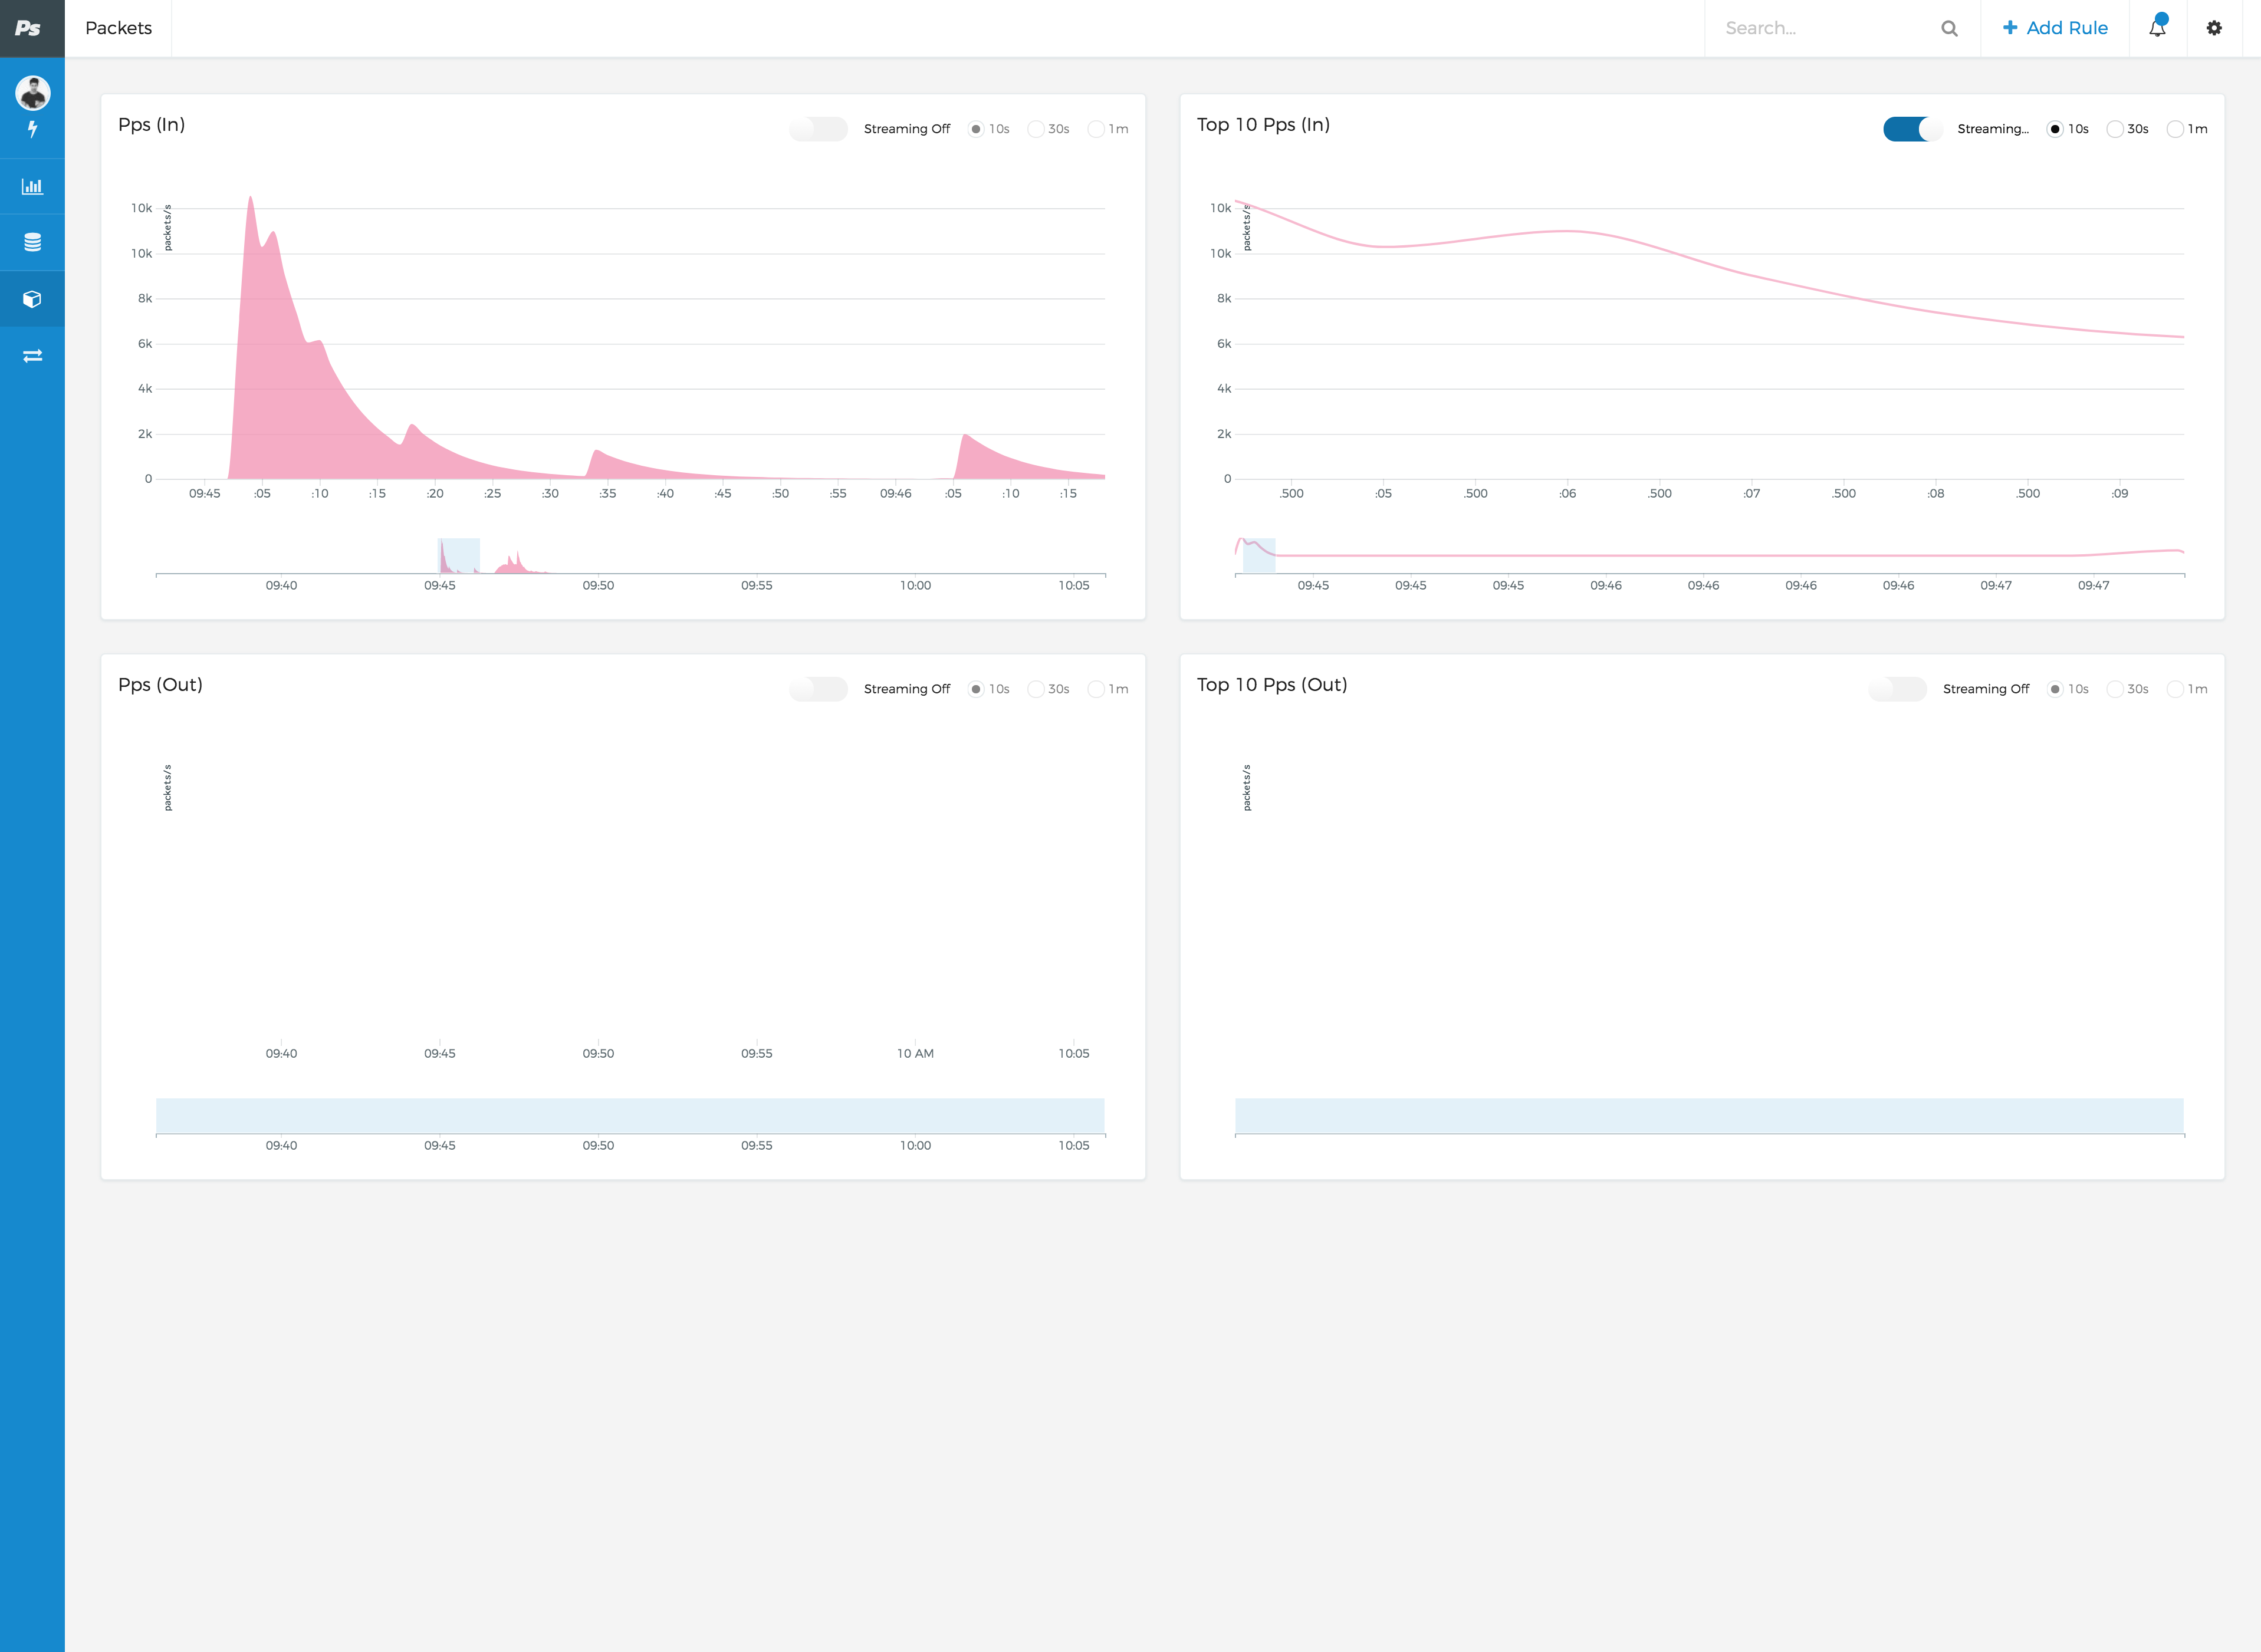 Ps
Packets
Search...
Add Rule
Pps (In)
Streaming Off
10s
30s
1m
10k
packets/s
10k
8k
6k
4k
2k
0
09:45 :05 :10 :15 :20 :25 :30 :35 :40 :45 :50 :55 09:46 :05 :10 :15
09:40 09:45 09:50 09:55 10:00 10:05
Top 10 Pps (In)
Streaming...
10s
30s
1m
10k
packets/s
10k
8k
6k
4k
2k
0
.500 :05 .500 :06 .500 :07 .500 :08 .500 :09
09:45 09:45 09:45 09:46 09:46 09:46 09:46 09:47 09:47
Pps (Out)
Streaming Off
10s
30s
1m
packets/s
09:40 09:45 09:50 09:55 10 AM 10:05
09:40 09:45 09:50 09:55 10:00 10:05
Top 10 Pps (Out)
Streaming Off
10s
30s
1m
packets/s